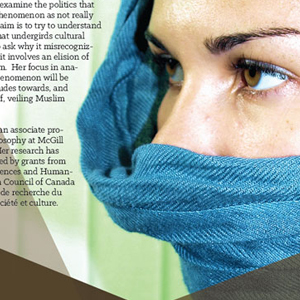 examine the politics that
henomenon as not really
aim is to try to understand
hat undergirds cultural
o ask why it misrecogniz-
it involves an elision of
m.  Her focus in ana-
enomenon will be
udes towards, and
f, veiling Muslim
an associate pro-
osophy at McGill
Her research has
ed by grants from
iences and Human-
h Council of Canada
de recherche du
ciété et culture.